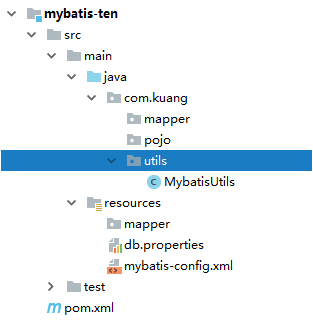 mybatis-ten
src
main
java
com.kuang
mapper
pojo
utils
MybatisUtils
resources
mapper
db.properties
mybatis-config.xml
test
pom.xml